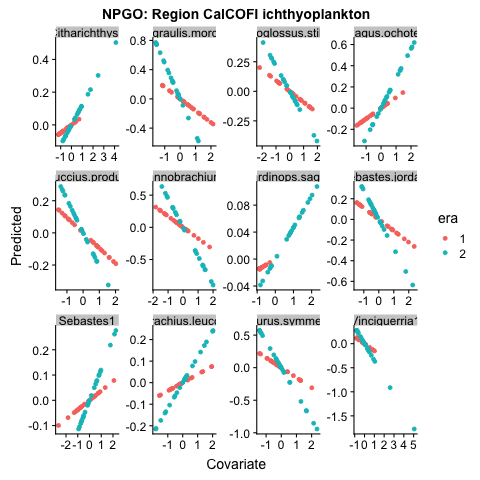 NPGO: Region CalCOFI ichthyoplankton
itharichthys graulis.mord oglossus.sti agus.ochote
0.4 0.8 0.25 0.6
0.2 0.4 0.00 0.4
0.0 0.0 -0.25 0.2
-0.4 0.0
-0.2
-1 0 1 2 3 4 -1 0 1 2 -2 -1 0 1 2 -1 0 1 2
uccius.produ nnobrachiun rdinops.sag bastes.jorda
0.2 0.5 0.08 0.2
0.0 0.0 0.04 0.0
-0.2 -0.5 0.00 -0.2
-0.9 -0.04 -0.4
-0.6
-1 0 1 2 -1 0 1 2 -1 0 1 2 -1 0 1 2
Sebastes1 achius.leuco urus.symme inciguerria1
0.2 0.2 0.5 0.0
0.1 0.1 0.0 -0.5
0.0 0.0 -0.5 -1.0
-0.1 -0.1 -1.0 -1.5
-0.2
-2 -1 0 1 2 -1 0 1 2 -1 0 1 2 -1 0 1 2 3 4 5
Predicted
Covariate
era
1
2